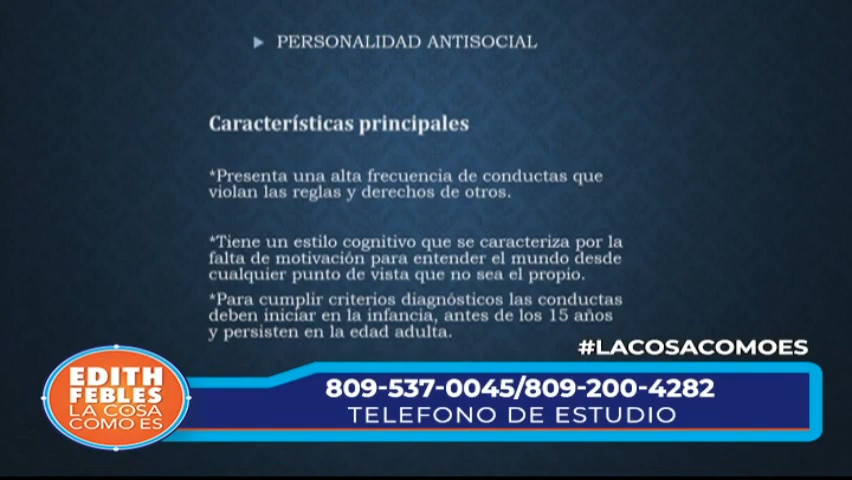 PERSONALIDAD ANTISOCIAL
Características principales
*Presenta una alta frecuencia de conductas que
violan las reglas y derechos de otros.
*Tiene un estilo cognitivo que se caracteriza por la
falta de motivación para entender el mundo desde
cualquier punto de vista que no sea el propio.
*Para cumplir criterios diagnósticos las conductas
deben iniciar en la infancia, antes de los 15 años
y persisten en la edad adulta.
#LACOSACOMOES
EDITH
FEBLES
LA COSA
COMO ES
809-537-0045/809-200-4282
TELEFONO DE ESTUDIO